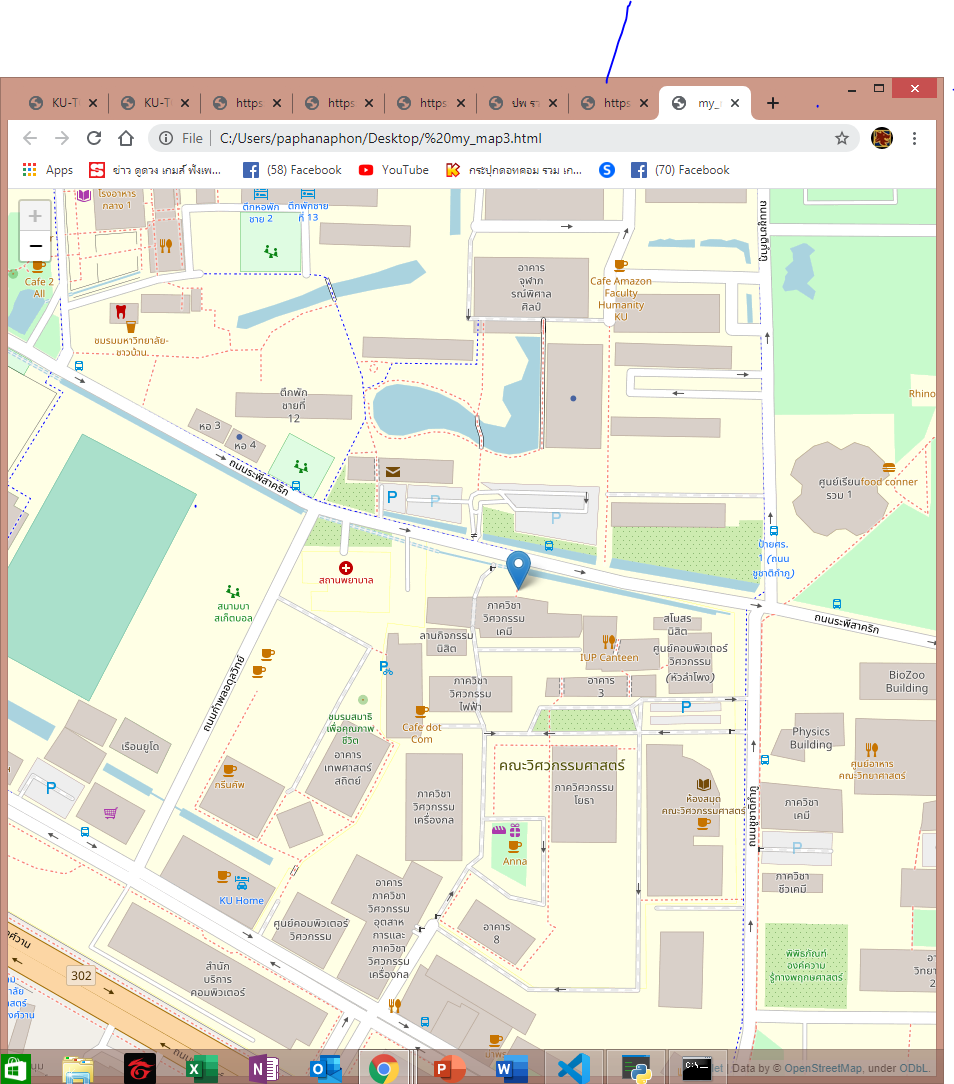 KU-T
KU-T
https
https
https
ปพ รา
https
my_
File
C:/Users/paphanaphon/Desktop/%20my_map3.html
Apps
ข่าว ดูดวง เกมส์ ฟังเพ...
(58) Facebook
YouTube
กระปุกดอทคอม รวม เก...
(70) Facebook
+
−
โรงอาหาร
กลาง 1
ตึกหอพัก
ชาย 2
ตึกพักชาย
ที่ 13
ถนนชูชาติกำภู
Cafe 2
All
อาคาร
จุฬาภ
รณ์พิศาล
ศิลป์
Cafe Amazon
Faculty
Humanity
KU
ชมรมมหาวิทยาลัย-
ชาวบ้าน
ตึกพัก
ชายที่
12
Rhino
หอ 3
หอ 4
ถนนระพีสาคริก
P
P
P
ศูนย์เรียน
รวม 1
food conner
ป้ายศร.
1 (ถนน
ชูชาติกำภู)
สถานพยาบาล
สนามบา
สเก็ตบอล
ภาควิชา
วิศวกรรม
เคมี
ถนนระพีสาคริก
ลานกิจกรรม
นิสิต
สโมสร
นิสิต
IUP Canteen
ศูนย์คอมพิวเตอร์
วิศวกรรม
(หัวลำโพง)
P
ภาควิชา
วิศวกรรม
ไฟฟ้า
อาคาร
3
BioZoo
Building
ถนนกำพลอดุลวิทย์
P
ชมรมสมาธิ
เพื่อคุณภาพ
ชีวิต
Cafe dot
Com
Physics
Building
เรือนยูโด
อาคาร
เทพศาสตร์
สถิตย์
คณะวิศวกรรมศาสตร์
ศูนย์อาหาร
คณะวิทยาศาสตร์
กรีนคัพ
P
ภาควิชา
วิศวกรรม
เครื่องกล
ภาควิศวกรรม
โยธา
ห้องสมุด
คณะวิศวกรรมศาสตร์
ถนนชูชาติกำภู
ภาควิชา
เคมี
P
Anna
ภาควิชา
ชีวเคมี
KU Home
อาคาร
ภาควิชา
วิศวกรรม
อุตสาห
การและ
ภาควิชา
วิศวกรรม
เครื่องกล
ศูนย์คอมพิวเตอร์
วิศวกรรม
อาคาร
8
302
สำนัก
บริการ
คอมพิวเตอร์
พิพิธภัณฑ์
องค์ความ
รู้ทางพฤกษศาสตร์
Data by © OpenStreetMap, under ODbL.